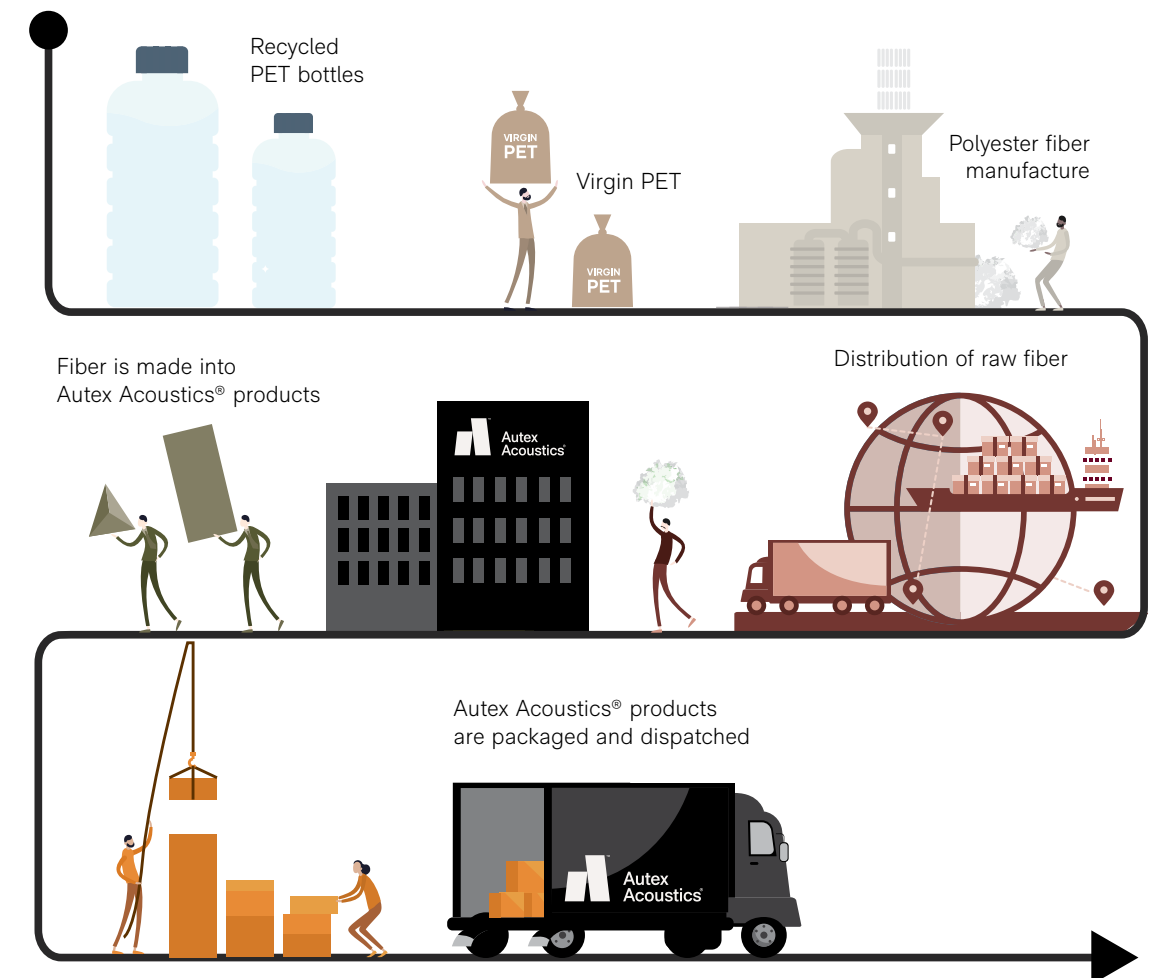 Recycled
PET bottles
VIRGIN
PET
Virgin PET
VIRGIN
PET
Polyester fiber
manufacture
Distribution of raw fiber
Fiber is made into
Autex Acoustics® products
Autex
Acoustics®
Autex Acoustics® products
are packaged and dispatched
Autex
Acoustics®